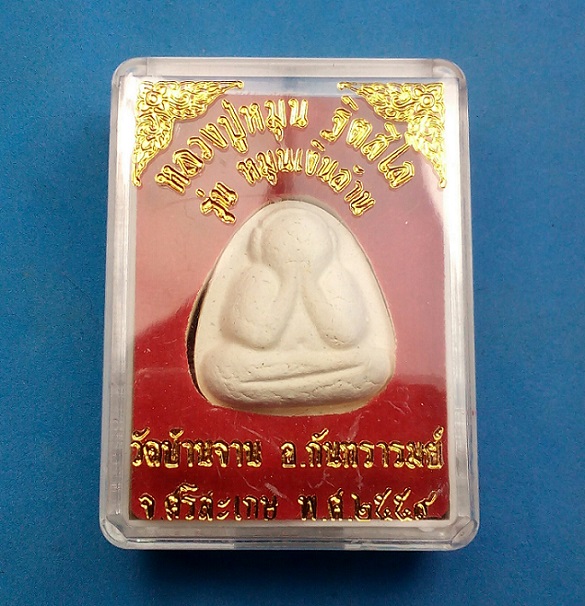 หลวงปู่หมุน ฐิตสีโล
รุ่น หมุนเงินล้าน
วัดบ้านจาน อ.กันทรารมย์
จ.ศรีสะเกษ พ.ศ.๒๕๕๙